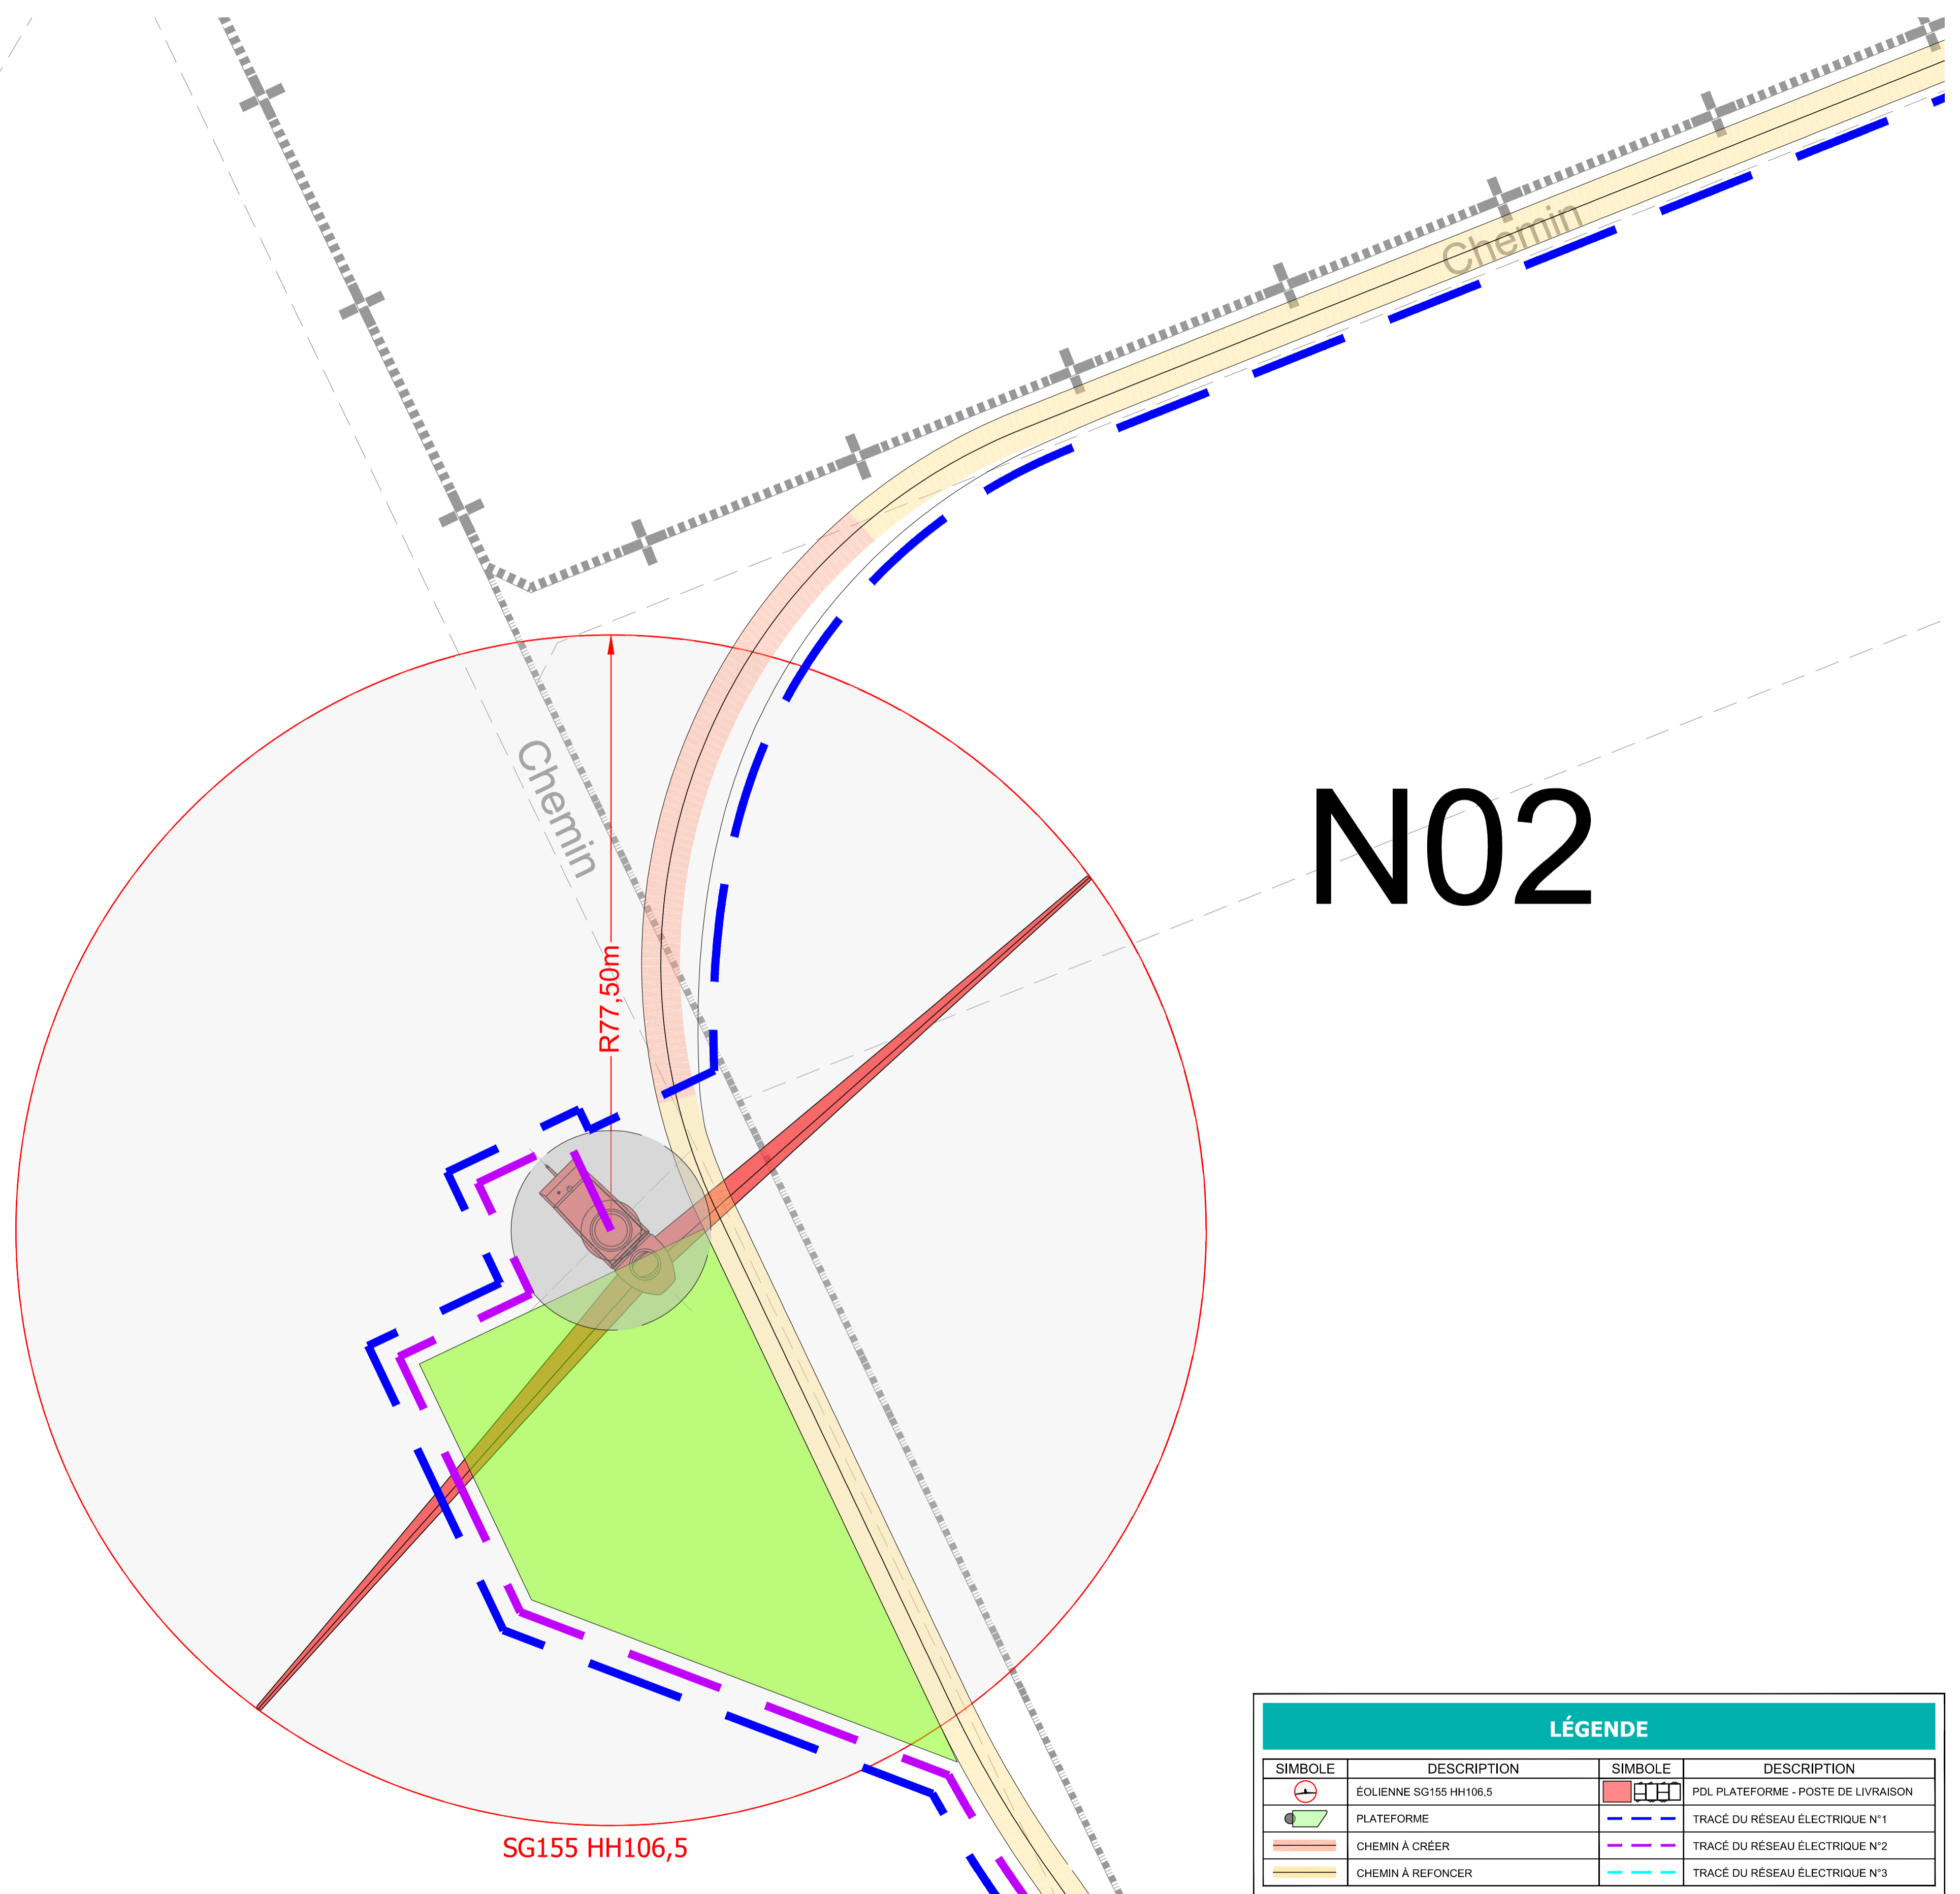 Chemin
Chemin
N02
R77,50m
SG155 HH106,5
LÉGENDE
SIMBOLE DESCRIPTION SIMBOLE DESCRIPTION
ÉOLIENNE SG155 HH106,5 PDL PLATEFORME - POSTE DE LIVRAISON
PLATEFORME TRACÉ DU RÉSEAU ÉLECTRIQUE N°1
CHEMIN À CRÉER TRACÉ DU RÉSEAU ÉLECTRIQUE N°2
CHEMIN À REFONCER TRACÉ DU RÉSEAU ÉLECTRIQUE N°3